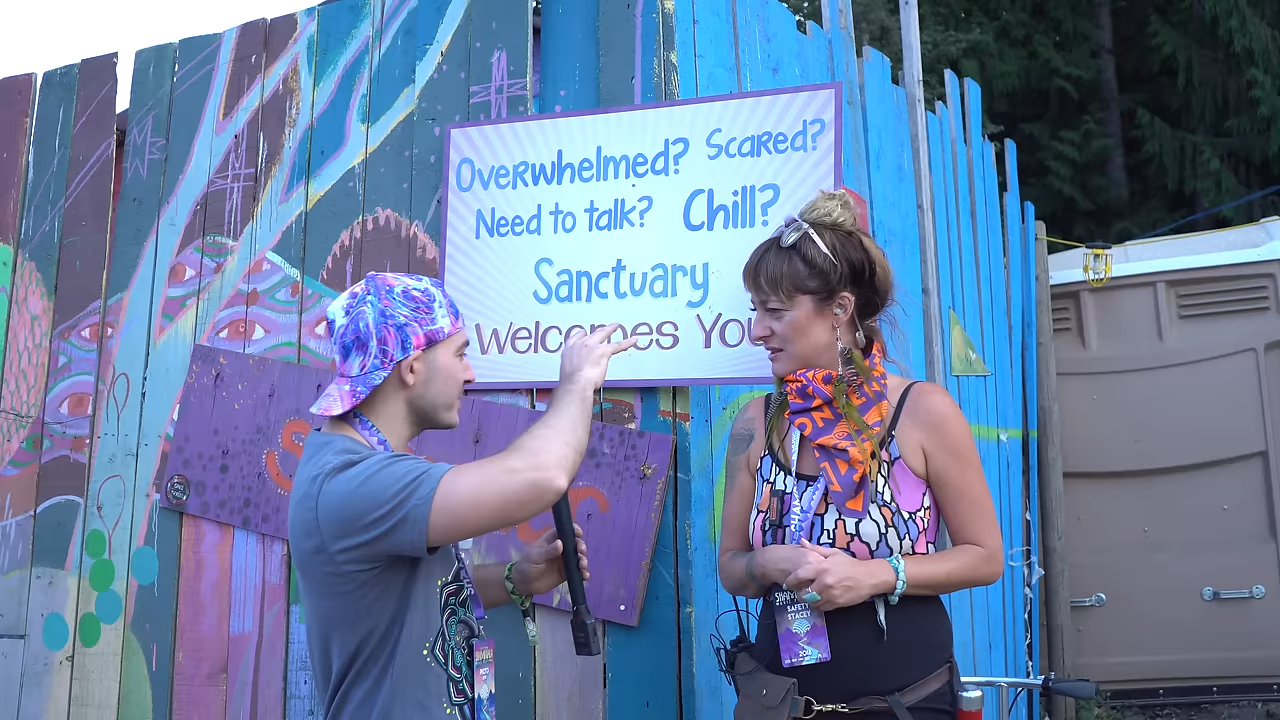 Overwhelmed? Scared?
Need to talk? Chill?
Sanctuary
Welcomes You
SAFETY
STACEY